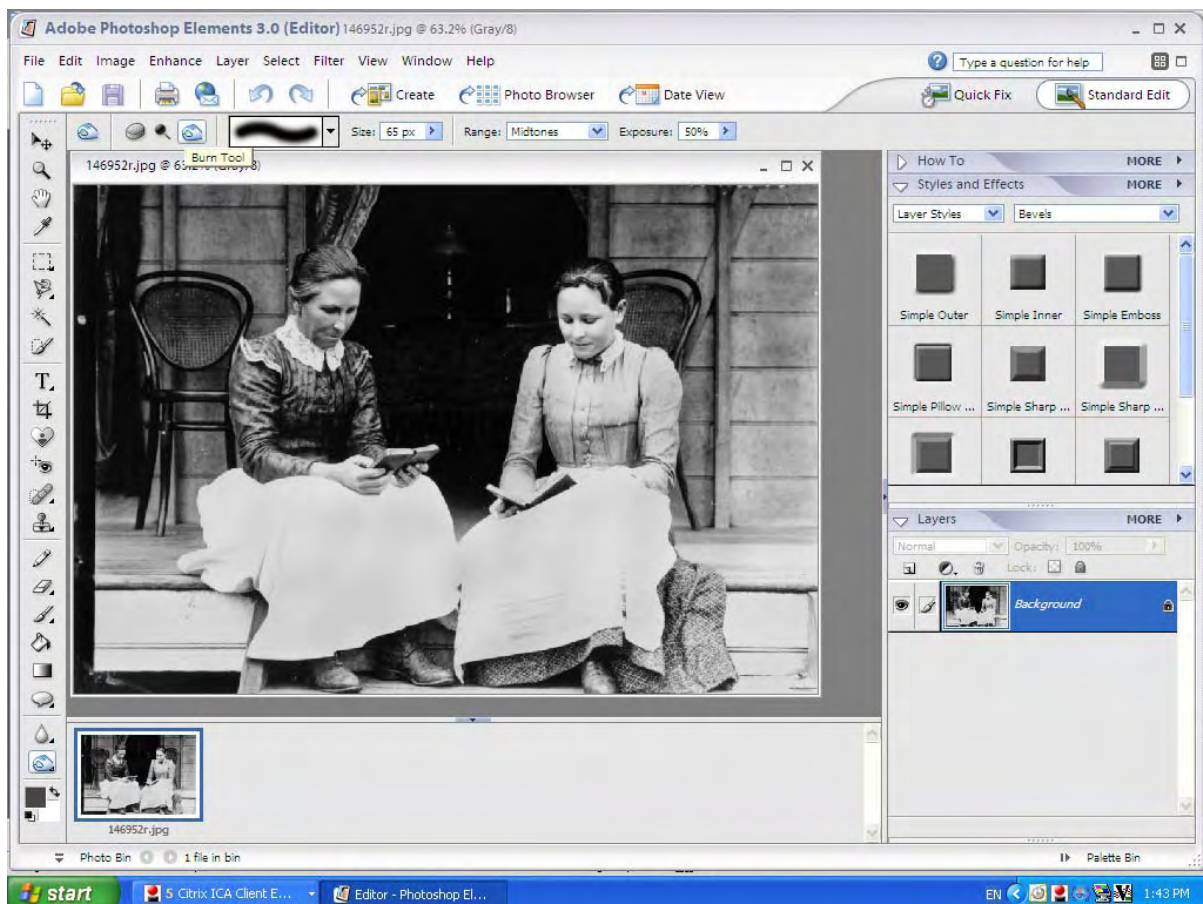 Adobe Photoshop Elements 3.0 (Editor) 146952r.jpg @ 63.2% (Gray/8)
File Edit Image Enhance Layer Select Filter View Window Help
Type a question for help
Create Photo Browser Date View Quick Fix Standard Edit
Size: 65 px Range: Midtones Exposure: 50%
Burn Tool
146952r.jpg @ 63.2% (Gray/8)
How To MORE
Styles and Effects MORE
Layer Styles Bevels
Simple Outer Simple Inner Simple Emboss
Simple Pillow ... Simple Sharp ... Simple Sharp ...
Layers MORE
Normal Opacity: 100%
Lock:
Background
146952r.jpg
Photo Bin 1 file in bin Palette Bin
start 5 Citrix ICA Client E... Editor - Photoshop El... EN 1:43 PM